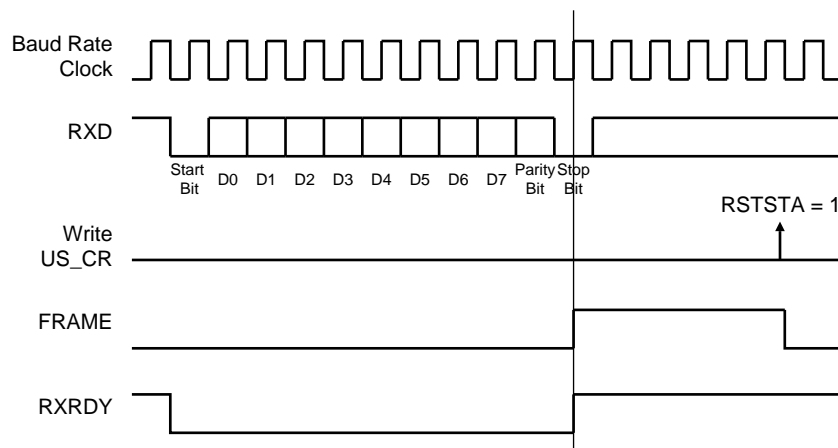 Baud Rate
Clock
RXD
Start
Bit
D0
D1
D2
D3
D4
D5
D6
D7
Parity
Bit
Stop
Bit
RSTSTA = 1
Write
US_CR
FRAME
RXRDY